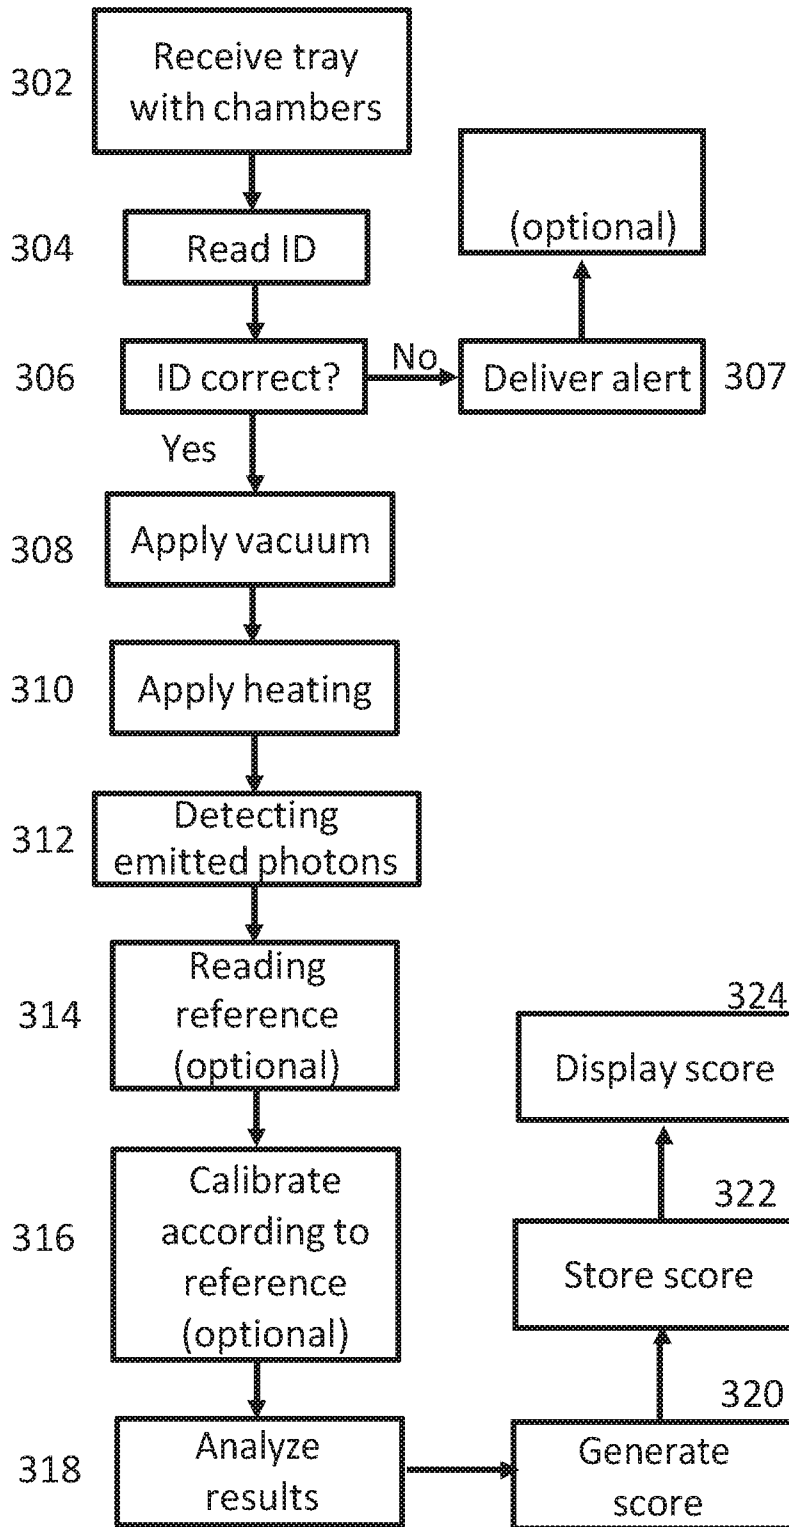 302
Receive tray
with chambers
304
Read ID
(optional)
306
ID correct?
No
Deliver alert
307
Yes
308
Apply vacuum
310
Apply heating
312
Detecting
emitted photons
314
Reading
reference
(optional)
316
Calibrate
according to
reference
(optional)
318
Analyze
results
320
Generate
score
322
Store score
324
Display score